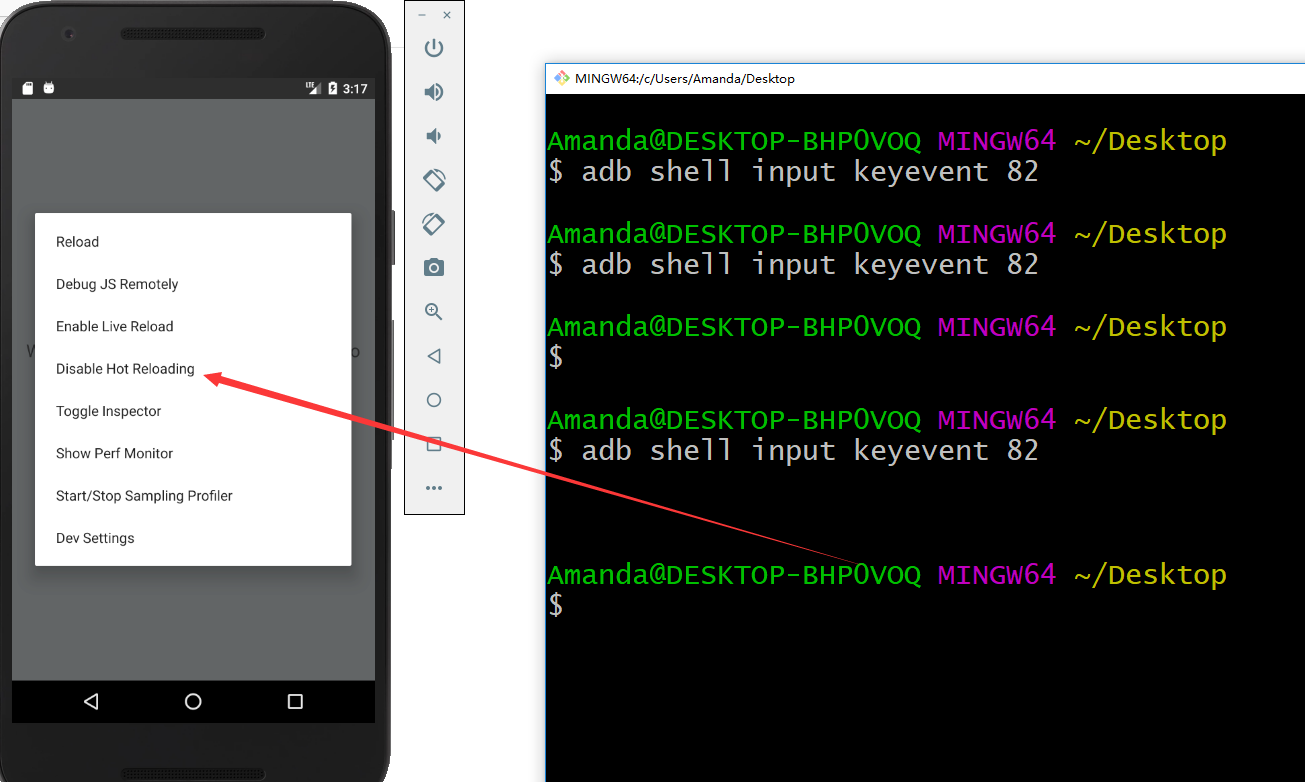 LTE 3:17
Reload
Debug JS Remotely
Enable Live Reload
W
o
Disable Hot Reloading
Toggle Inspector
Show Perf Monitor
Start/Stop Sampling Profiler
Dev Settings
MINGW64:/c/Users/Amanda/Desktop
Amanda@DESKTOP-BHP0VOQ MINGW64 ~/Desktop
$ adb shell input keyevent 82
Amanda@DESKTOP-BHP0VOQ MINGW64 ~/Desktop
$ adb shell input keyevent 82
Amanda@DESKTOP-BHP0VOQ MINGW64 ~/Desktop
$
Amanda@DESKTOP-BHP0VOQ MINGW64 ~/Desktop
$ adb shell input keyevent 82
Amanda@DESKTOP-BHP0VOQ MINGW64 ~/Desktop
$